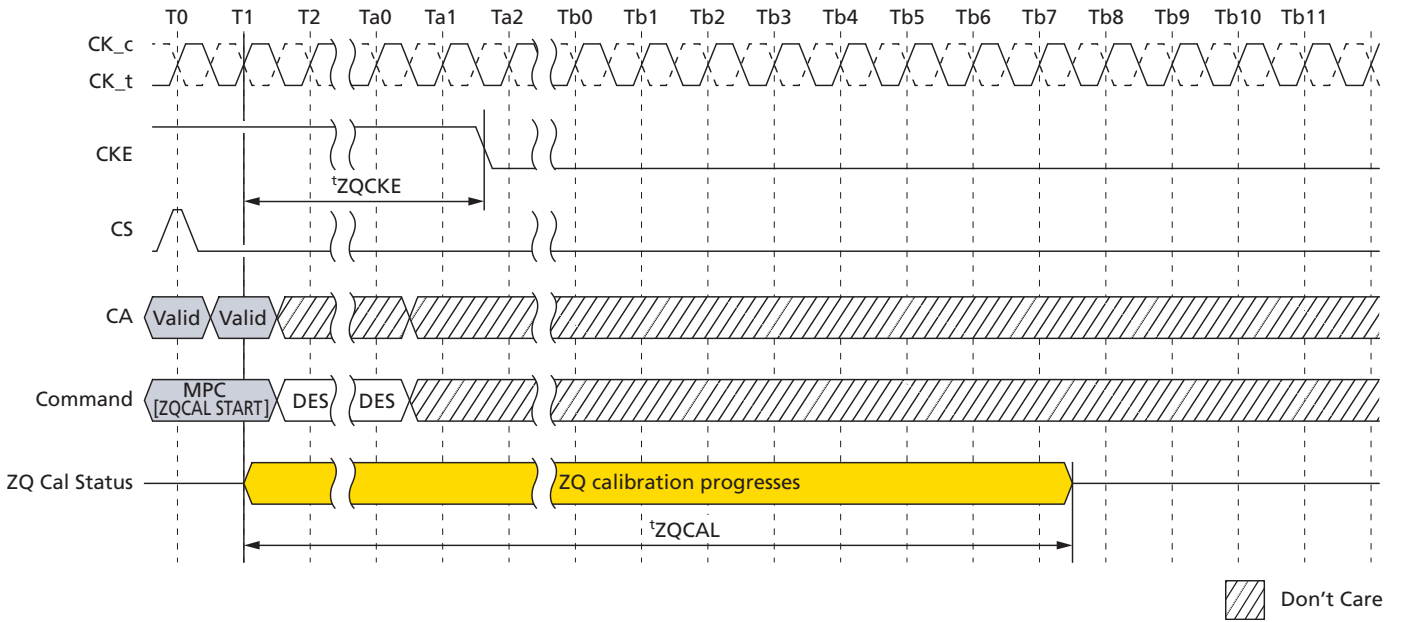 T0 T1 T2 Ta0 Ta1 Ta2 Tb0 Tb1 Tb2 Tb3 Tb4 Tb5 Tb6 Tb7 Tb8 Tb9 Tb10 Tb11
CK_c
CK_t
CKE
tZQCKE
CS
CA Valid Valid
Command MPC [ZQCAL START] DES DES
ZQ Cal Status ZQ calibration progresses
tZQCAL
Don't Care